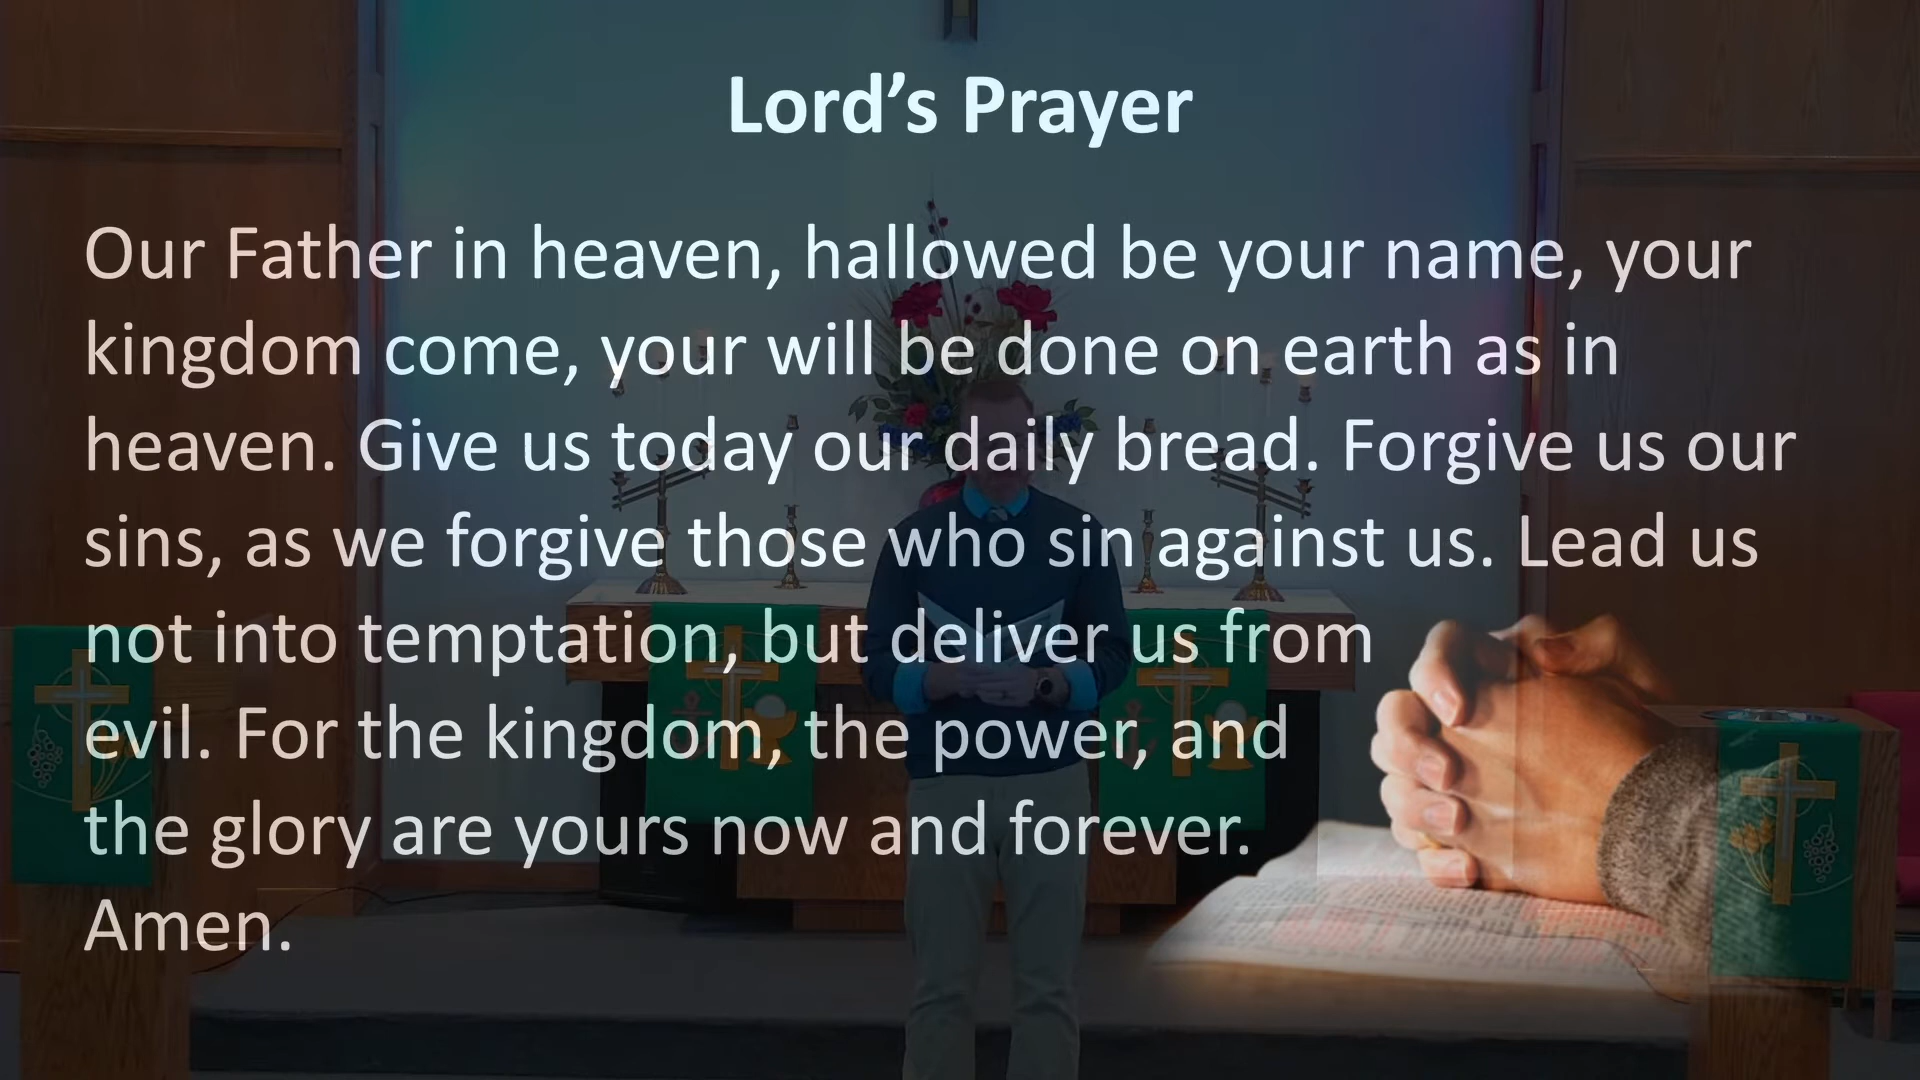 Lord’s Prayer
Our Father in heaven, hallowed be your name, your
kingdom come, your will be done on earth as in
heaven. Give us today our daily bread. Forgive us our
sins, as we forgive those who sin against us. Lead us
not into temptation, but deliver us from
evil. For the kingdom, the power, and
the glory are yours now and forever.
Amen.